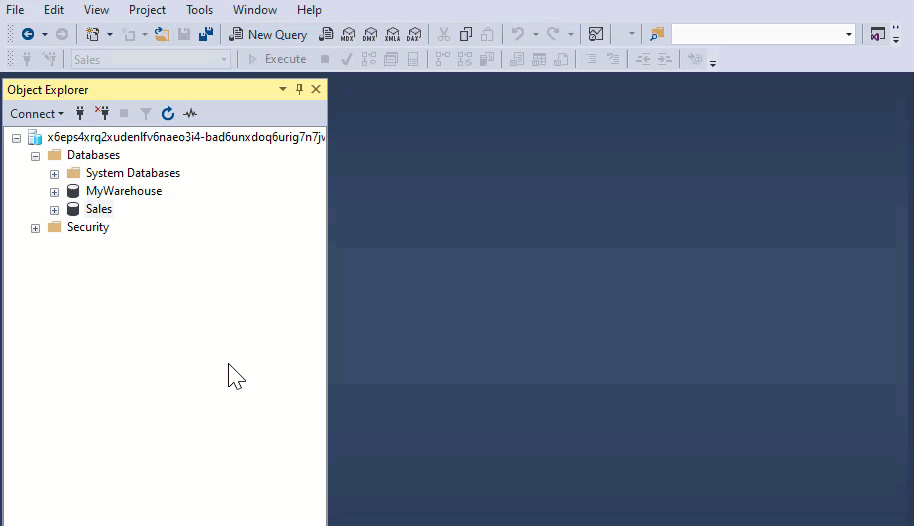 File Edit View Project Tools Window Help
New Query MDX DMX XMLA DAX
Sales Execute
Object Explorer
Connect
x6eps4xrq2xudenlfv6naeo3i4-bad6unxdoq6urig7n7jv
Databases
System Databases
MyWarehouse
Sales
Security